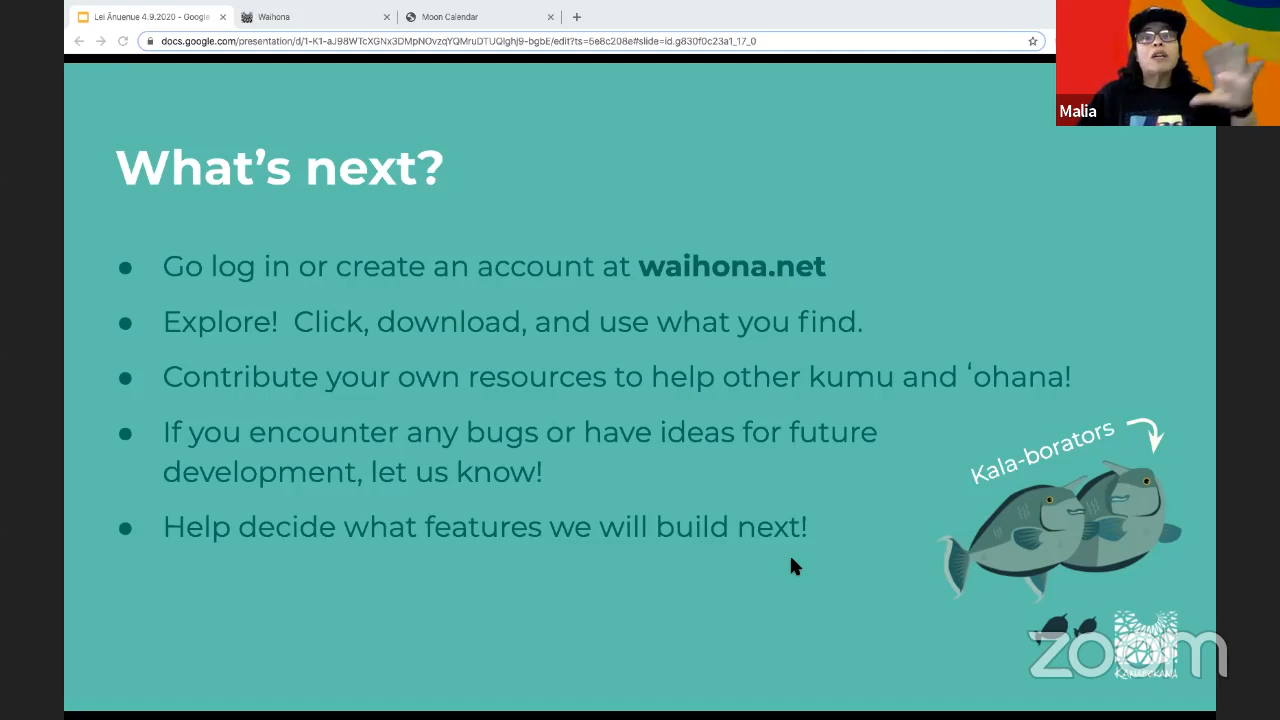 Lei Ānuenue 4.9.2020 - Google
Waihona
Moon Calendar
docs.google.com/presentation/d/1-K1-aJ98WTcXGNx3DMpNOvzqYQMruDTUQlghj9-bgbE/edit?ts=5e8c208e#slide=id.g830f0c23a1_17_0
Malia
What’s next?
● Go log in or create an account at waihona.net
● Explore!  Click, download, and use what you find.
● Contribute your own resources to help other kumu and ʻohana!
● If you encounter any bugs or have ideas for future
development, let us know!
● Help decide what features we will build next!
Kala-borators
zoom
KANAEOKANA